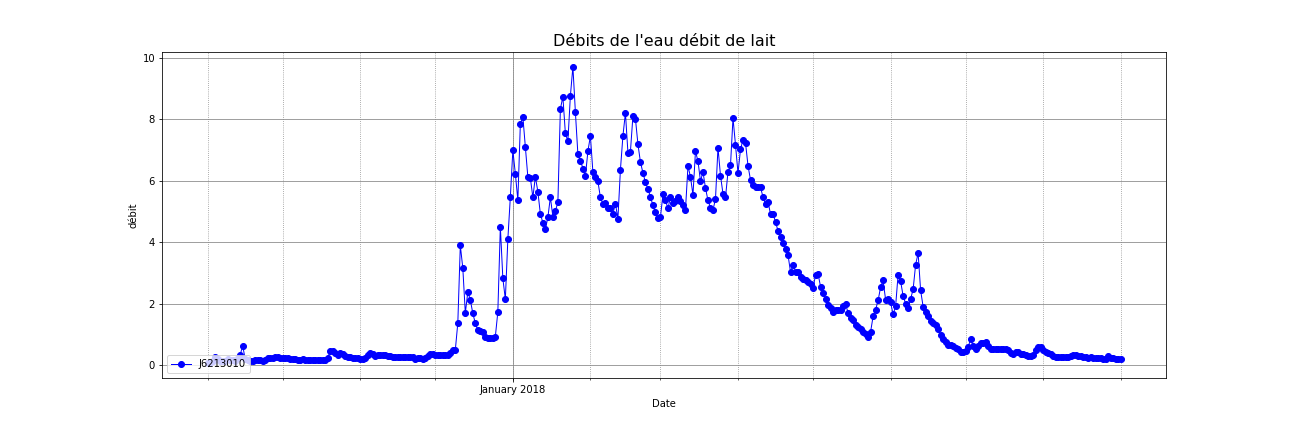 Débits de l'eau débit de lait
10
8
6
4
2
0
débit
J6213010
January 2018
Date